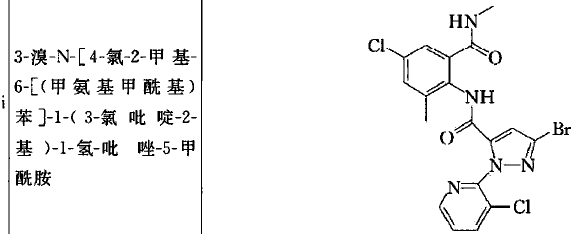 i
3-溴-N-[4-氯-2-甲基-
6-[(甲氨基甲酰基)
苯]-1-(3-氯吡啶-2-
基)-1-氢-吡唑-5-甲
酰胺
HN
Cl
O
NH
O
Br
N
N
N
Cl